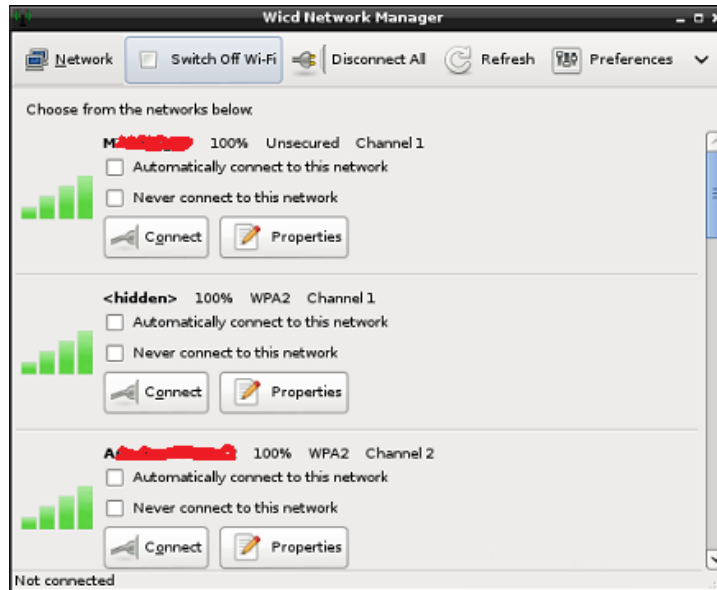 Wicd Network Manager
Network Switch Off Wi-Fi Disconnect All Refresh Preferences
Choose from the networks below:
100% Unsecured Channel 1
Automatically connect to this network
Never connect to this network
Connect Properties
<hidden> 100% WPA2 Channel 1
Automatically connect to this network
Never connect to this network
Connect Properties
100% WPA2 Channel 2
Automatically connect to this network
Never connect to this network
Connect Properties
Not connected